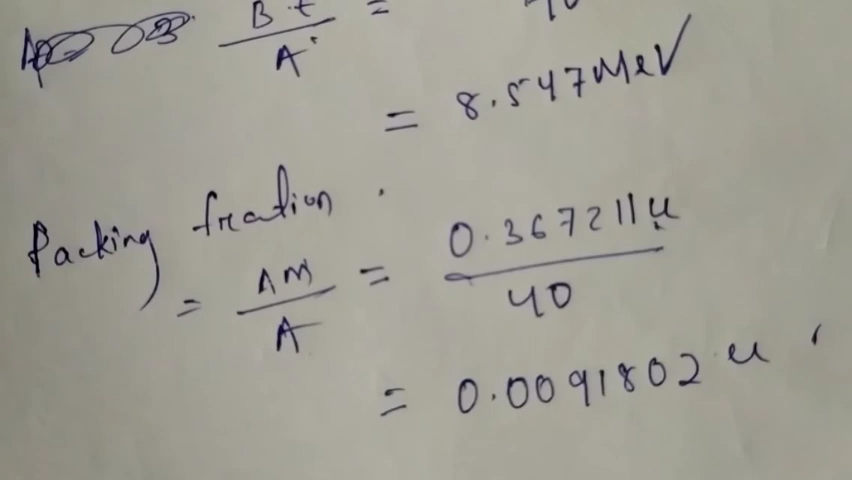 B.E
A =
= 8.547 MeV
Packing fraction.
= ΔM
A = 0.367211u
40
= 0.0091802 u